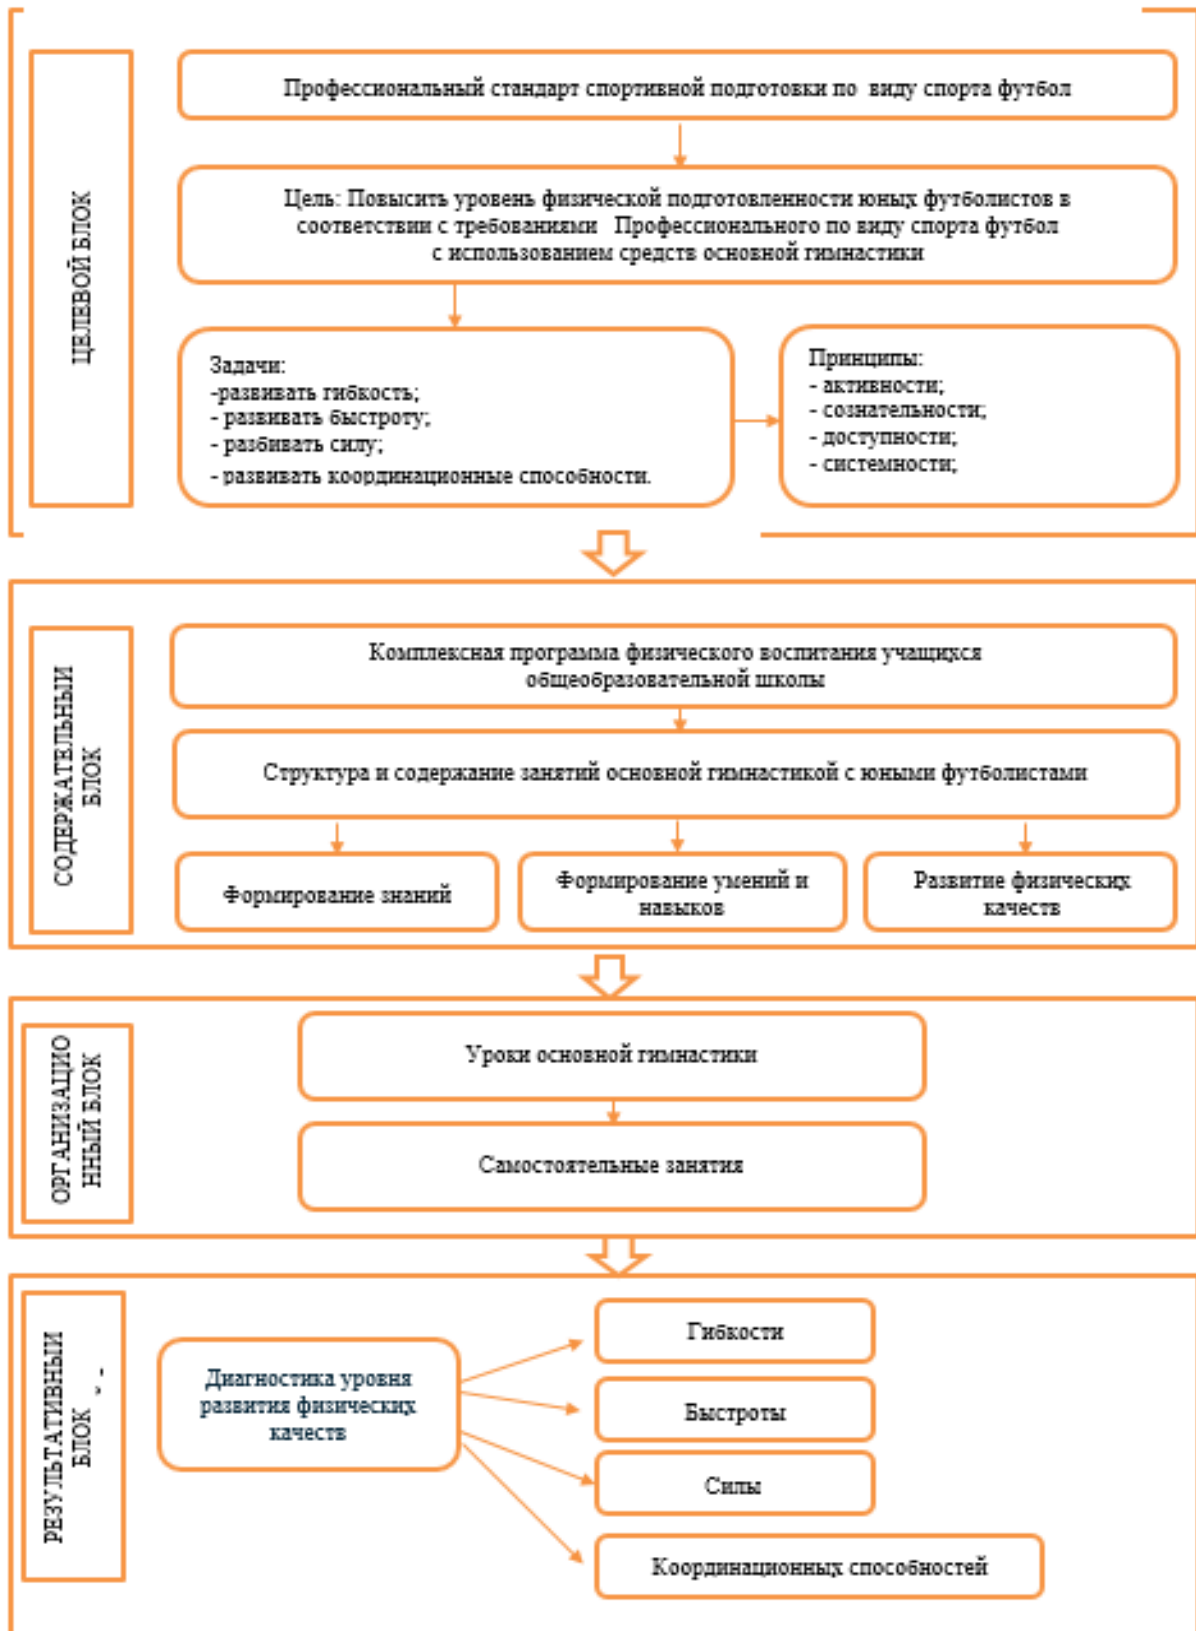 ЦЕЛЕВОЙ БЛОК
Профессиональный стандарт спортивной подготовки по виду спорта футбол
Цель: Повысить уровень физической подготовленности юных футболистов в
соответствии с требованиями Профессионального по виду спорта футбол
с использованием средств основной гимнастики
Задачи:
-развивать гибкость;
- развивать быстроту;
- разбивать силу;
- развивать координационные способности.
Принципы:
- активности;
- сознательности;
- доступности;
- системности;
СОДЕРЖАТЕЛЬНЫЙ
БЛОК
Комплексная программа физического воспитания учащихся
общеобразовательной школы
Структура и содержание занятий основной гимнастикой с юными футболистами
Формирование знаний
Формирование умений и
навыков
Развитие физических
качеств
ОРГАНИЗАЦИО
ННЫЙ БЛОК
Уроки основной гимнастики
Самостоятельные занятия
РЕЗУЛЬТАТИВНЫЙ
БЛОК
Диагностика уровня
развития физических
качеств
Гибкости
Быстроты
Силы
Координационных способностей